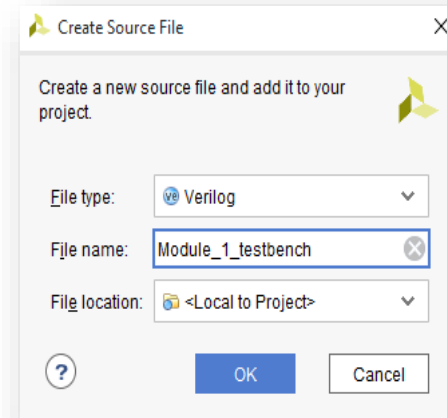 Create Source File
Create a new source file and add it to your
project.
File type:
Verilog
File name:
Module_1_testbench
File location:
<Local to Project>
?
OK
Cancel